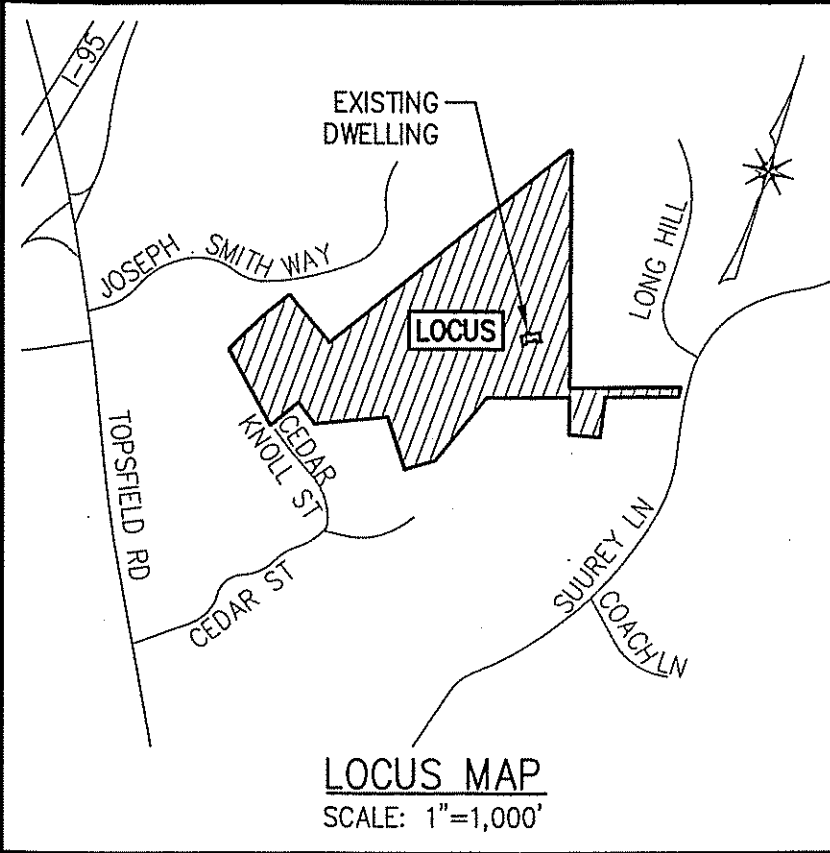 I-95
EXISTING
DWELLING
JOSEPH SMITH WAY
LONG HILL
LOCUS
CEDAR
KNOLL ST
TOPSFIELD RD
CEDAR ST
SUUREY LN
COACH LN
LOCUS MAP
SCALE: 1"=1,000'